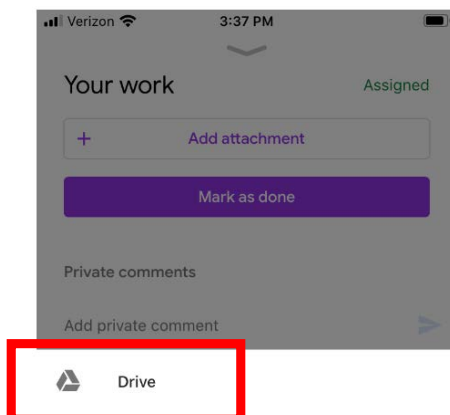 Verizon 3:37 PM
Your work Assigned
+ Add attachment
Mark as done
Private comments
Add private comment
Drive